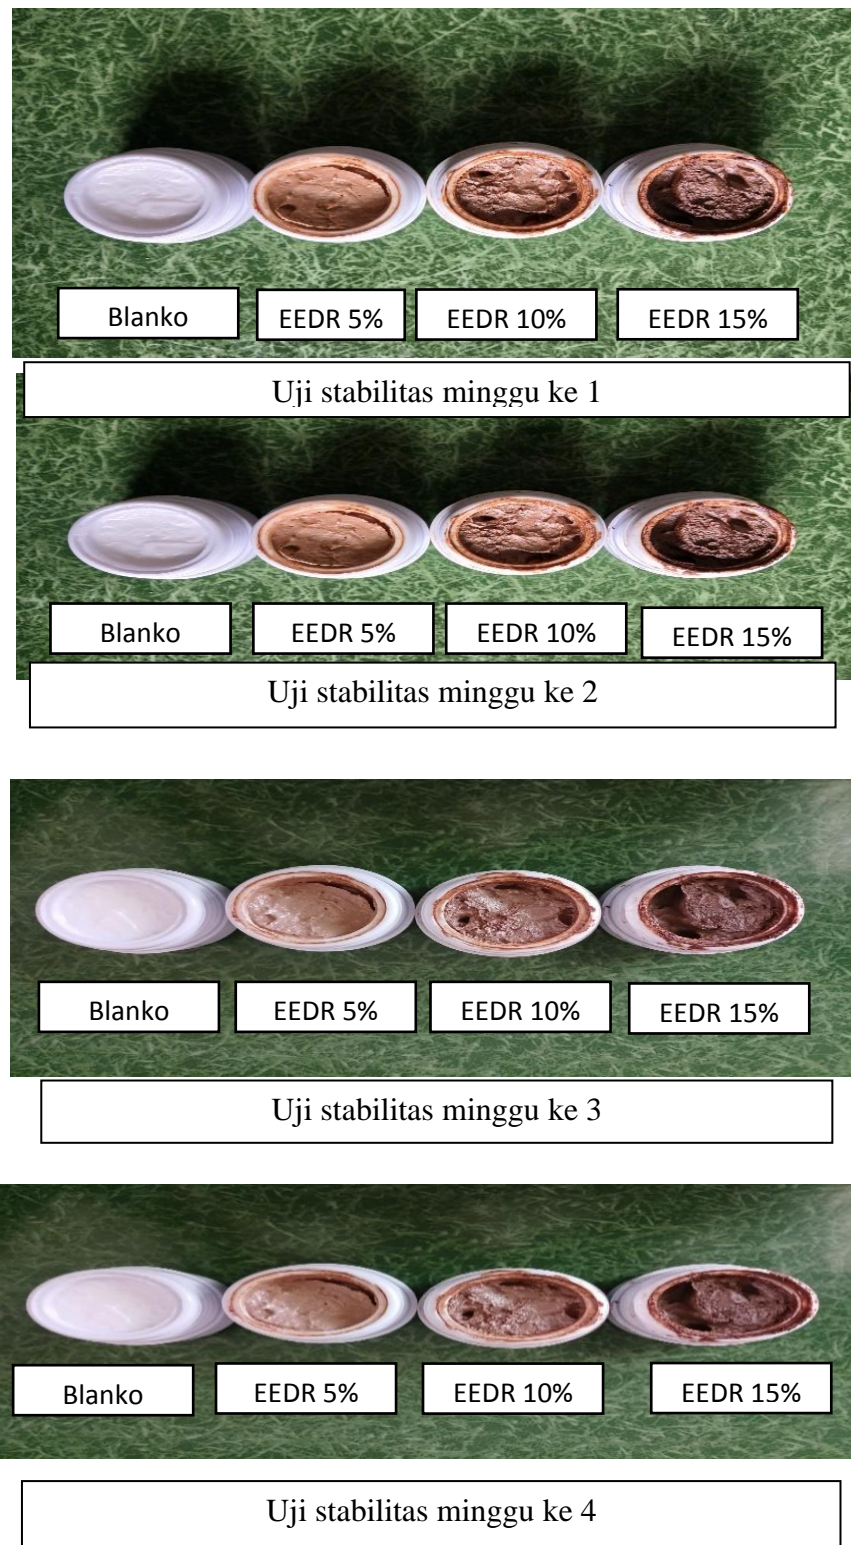 Blanko
EEDR 5%
EEDR 10%
EEDR 15%
Uji stabilitas minggu ke 1
Blanko
EEDR 5%
EEDR 10%
EEDR 15%
Uji stabilitas minggu ke 2
Blanko
EEDR 5%
EEDR 10%
EEDR 15%
Uji stabilitas minggu ke 3
Blanko
EEDR 5%
EEDR 10%
EEDR 15%
Uji stabilitas minggu ke 4